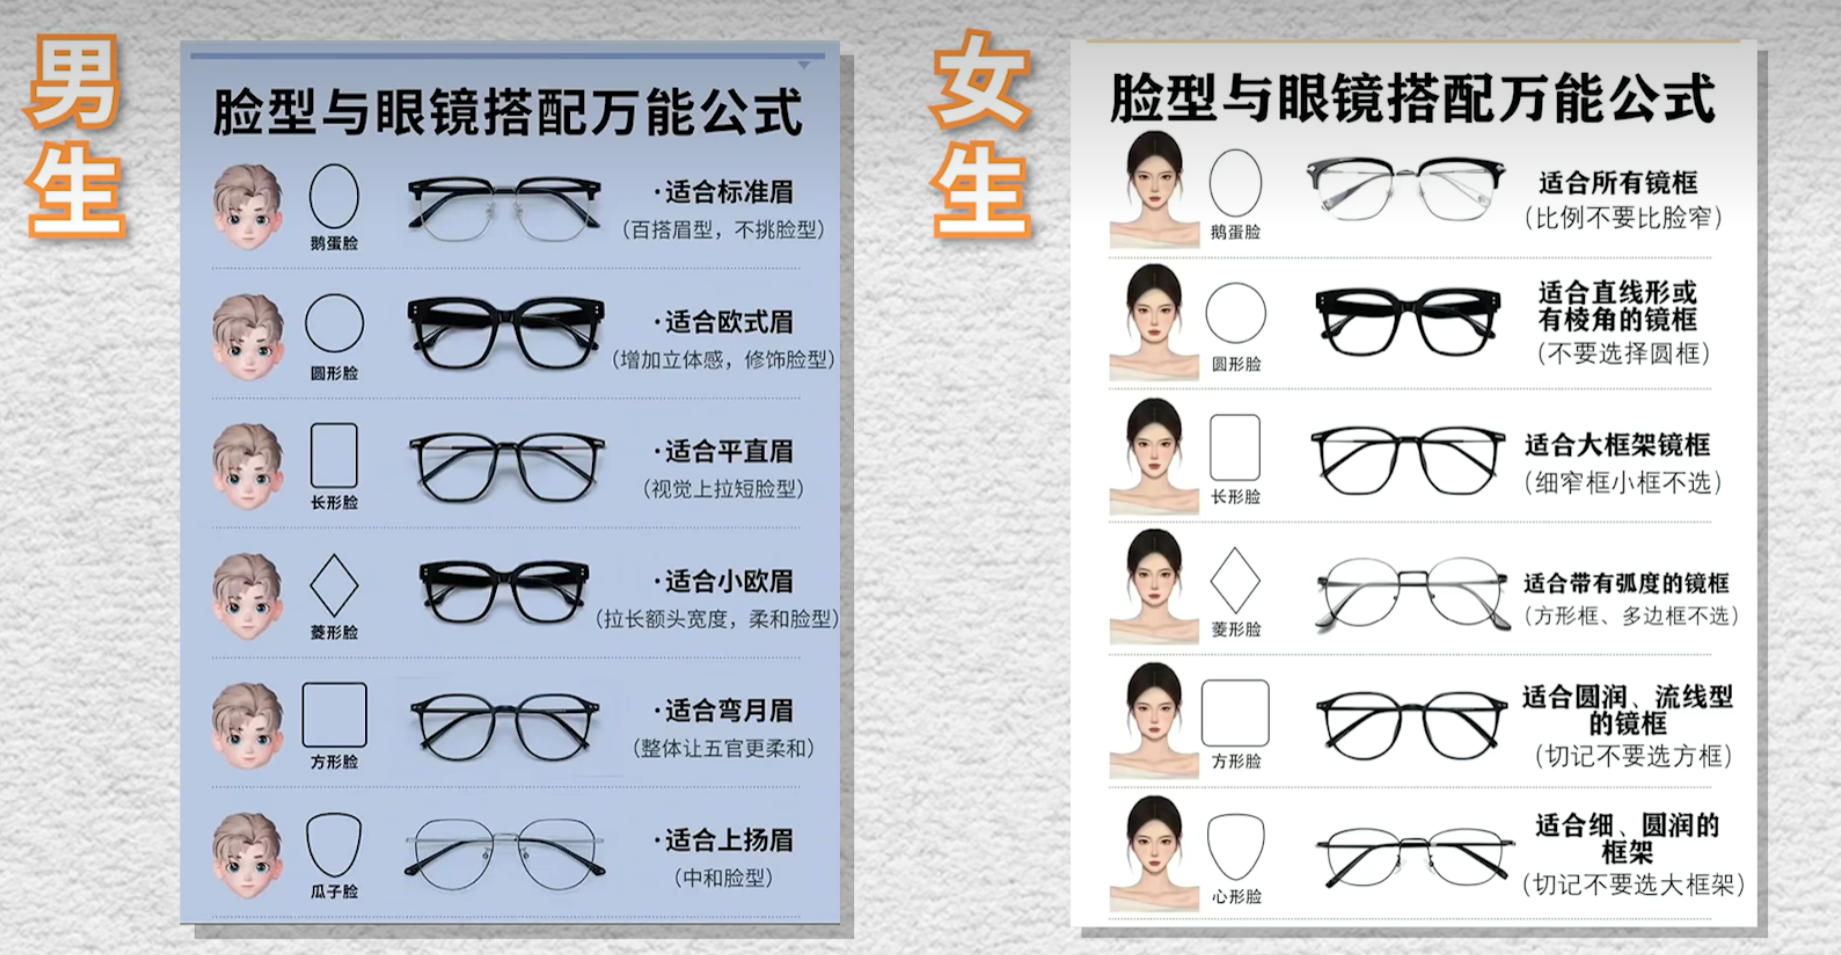 男生
脸型与眼镜搭配万能公式
鹅蛋脸
·适合标准眉
（百搭眉型，不挑脸型）
圆形脸
·适合欧式眉
（增加立体感，修饰脸型）
长形脸
·适合平直眉
（视觉上拉短脸型）
菱形脸
·适合小欧眉
（拉长额头宽度，柔和脸型）
方形脸
·适合弯月眉
（整体让五官更柔和）
瓜子脸
·适合上扬眉
（中和脸型）
女生
脸型与眼镜搭配万能公式
鹅蛋脸
适合所有镜框
（比例不要比脸窄）
圆形脸
适合直线形或
有棱角的镜框
（不要选择圆框）
长形脸
适合大框架镜框
（细窄框小框不选）
菱形脸
适合带有弧度的镜框
（方形框、多边框不选）
方形脸
适合圆润、流线型
的镜框
（切记不要选方框）
心形脸
适合细、圆润的
框架
（切记不要选大框架）